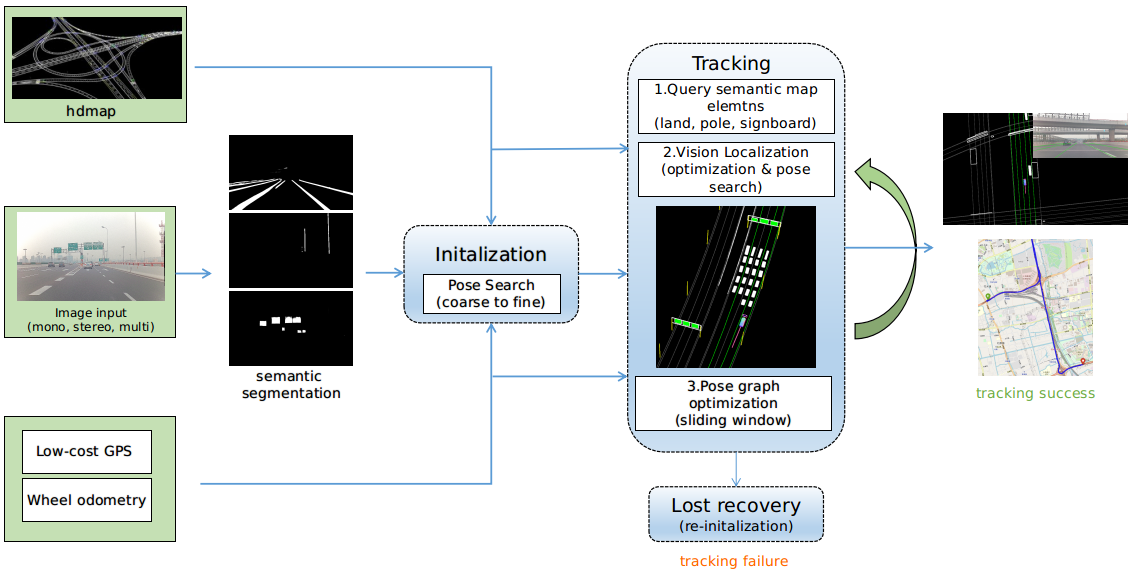 hdmap
Image input
(mono, stereo, multi)
Low-cost GPS
Wheel odometry
semantic
segmentation
Initalization
Pose Search
(coarse to fine)
Tracking
1.Query semantic map
elemtns
(land, pole, signboard)
2.Vision Localization
(optimization & pose
search)
3.Pose graph
optimization
(sliding window)
Lost recovery
(re-initalization)
tracking failure
tracking success